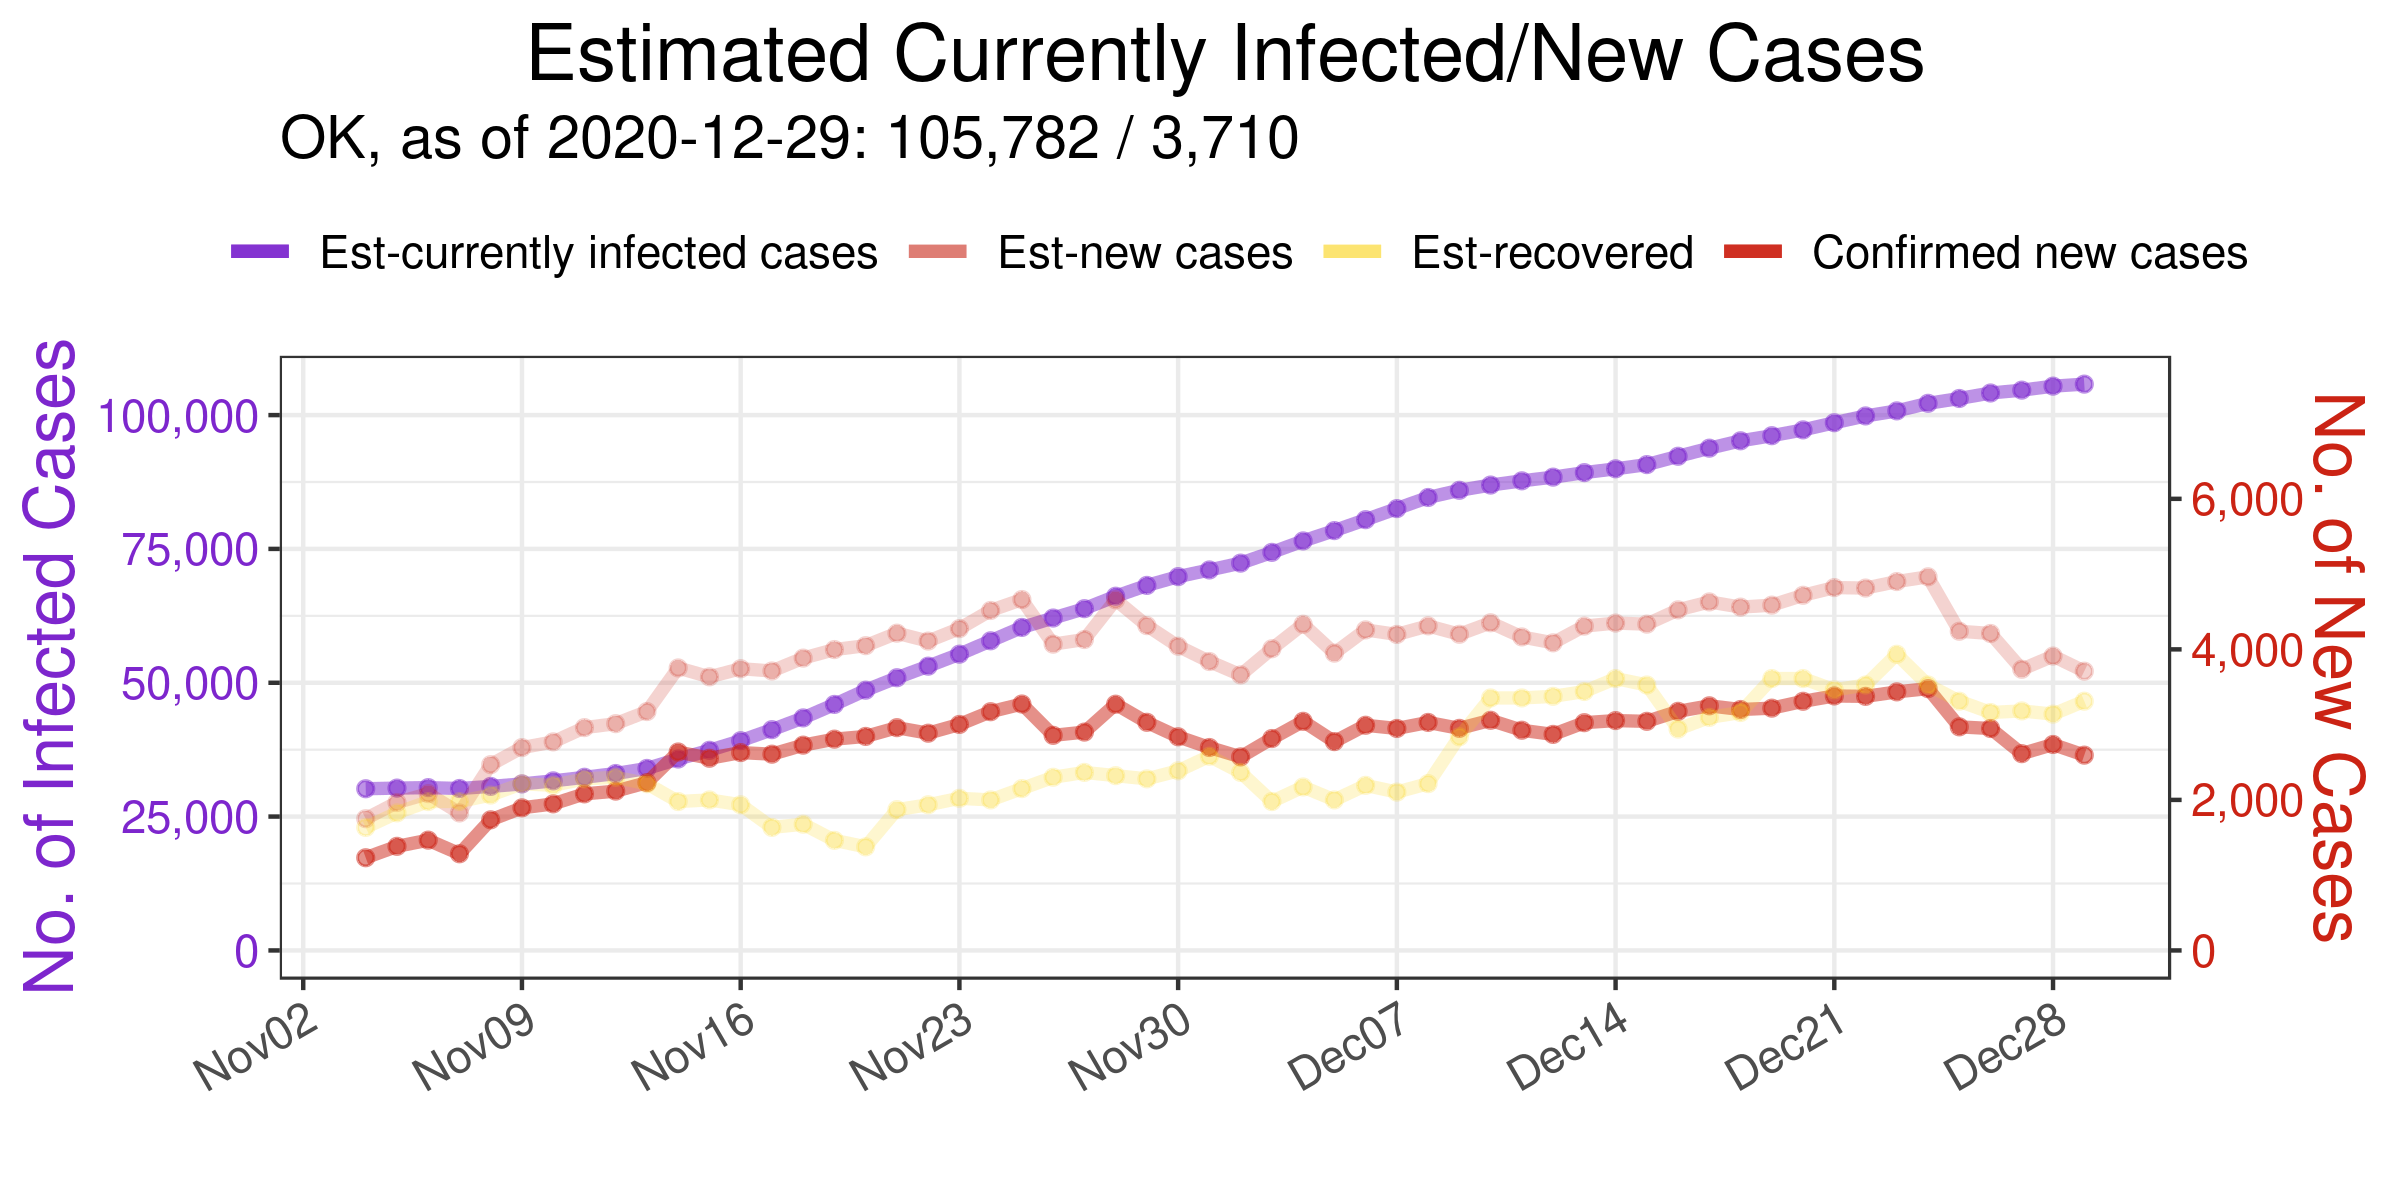 Estimated Currently Infected/New Cases
OK, as of 2020-12-29: 105,782 / 3,710
Est-currently infected cases Est-new cases Est-recovered Confirmed new cases
No. of Infected Cases
100,000
75,000
50,000
25,000
0
6,000
4,000
2,000
0
No. of New Cases
Nov02 Nov09 Nov16 Nov23 Nov30 Dec07 Dec14 Dec21 Dec28